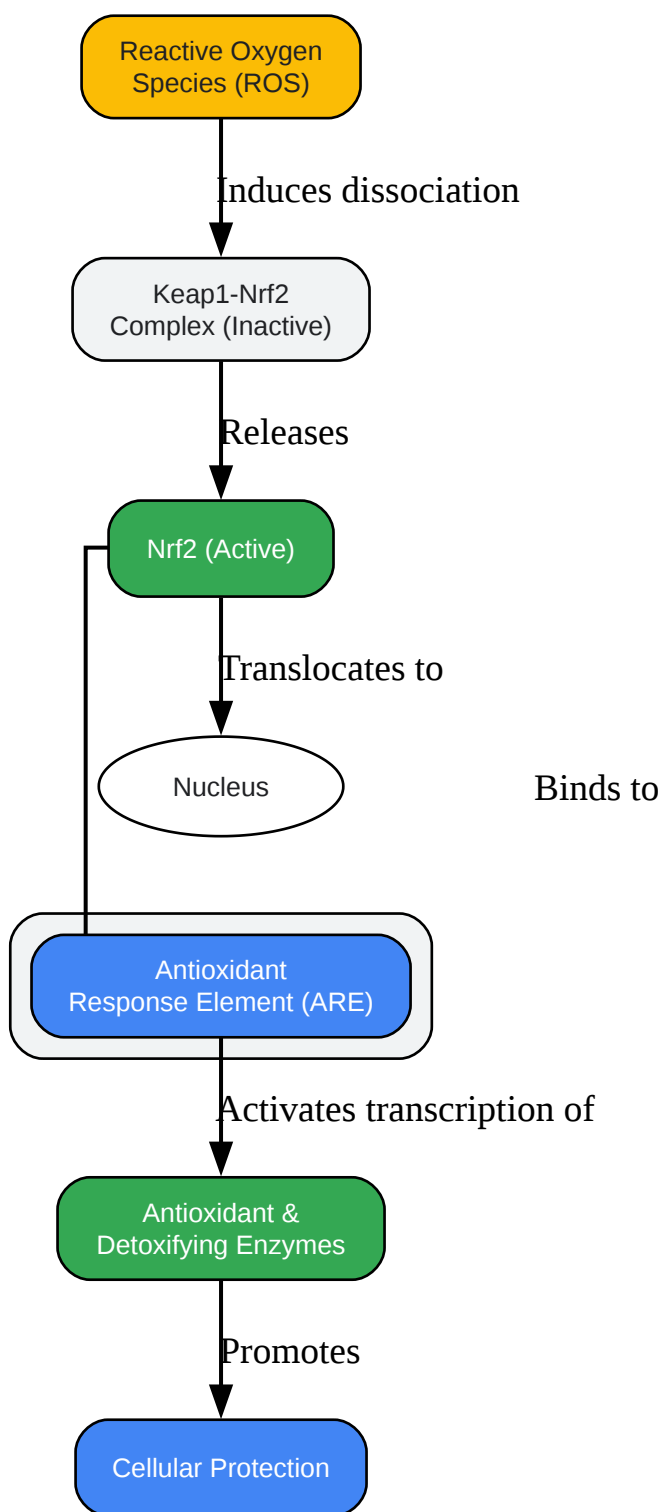 Reactive Oxygen
Species (ROS)
Induces dissociation
Keap1-Nrf2
Complex (Inactive)
Releases
Nrf2 (Active)
Translocates to
Nucleus
Binds to
Antioxidant
Response Element (ARE)
Activates transcription of
Antioxidant &
Detoxifying Enzymes
Promotes
Cellular Protection